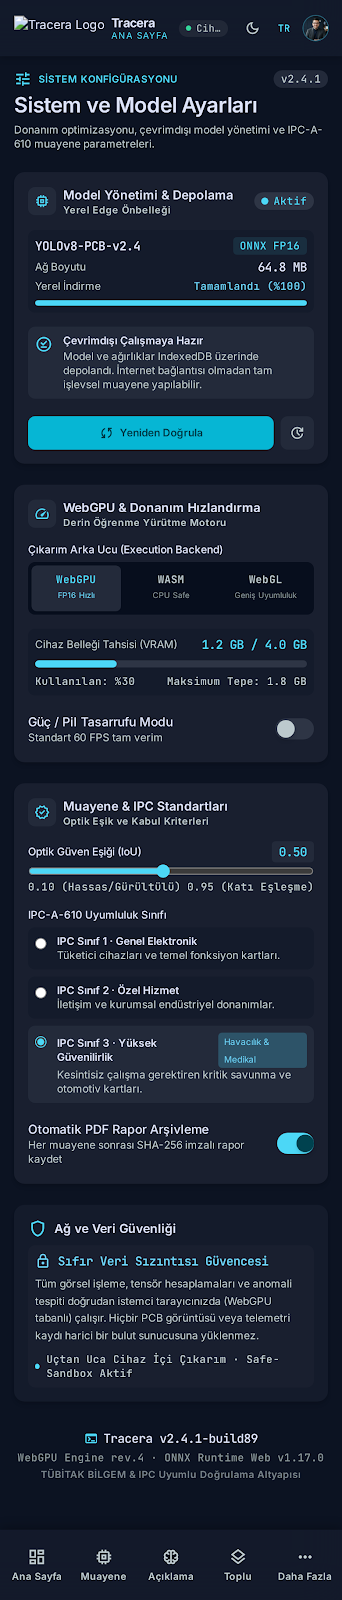 Tracera Logo
Tracera
ANA SAYFA
Cih…
TR
SİSTEM KONFİGÜRASYONU
v2.4.1
Sistem ve Model Ayarları
Donanım optimizasyonu, çevrimdışı model yönetimi ve IPC-A-
610 muayene parametreleri.
Model Yönetimi & Depolama
Yerel Edge Önbelleği
Aktif
YOLOv8-PCB-v2.4
ONNX FP16
Ağ Boyutu
64.8 MB
Yerel İndirme
Tamamlandı (%100)
Çevrimdışı Çalışmaya Hazır
Model ve ağırlıklar IndexedDB üzerinde
depolandı. İnternet bağlantısı olmadan tam
işlevsel muayene yapılabilir.
Yeniden Doğrula
WebGPU & Donanım Hızlandırma
Derin Öğrenme Yürütme Motoru
Çıkarım Arka Ucu (Execution Backend)
WebGPU
FP16 Hızlı
WASM
CPU Safe
WebGL
Geniş Uyumluluk
Cihaz Belleği Tahsisi (VRAM)
1.2 GB / 4.0 GB
Kullanılan: %30
Maksimum Tepe: 1.8 GB
Güç / Pil Tasarrufu Modu
Standart 60 FPS tam verim
Muayene & IPC Standartları
Optik Eşik ve Kabul Kriterleri
Optik Güven Eşiği (IoU)
0.50
0.10 (Hassas/Gürültülü)
0.95 (Katı Eşleşme)
IPC-A-610 Uyumluluk Sınıfı
IPC Sınıf 1 · Genel Elektronik
Tüketici cihazları ve temel fonksiyon kartları.
IPC Sınıf 2 · Özel Hizmet
İletişim ve kurumsal endüstriyel donanımlar.
IPC Sınıf 3 · Yüksek
Güvenilirlik
Havacılık &
Medikal
Kesintisiz çalışma gerektiren kritik savunma ve
otomotiv kartları.
Otomatik PDF Rapor Arşivleme
Her muayene sonrası SHA-256 imzalı rapor
kaydet
Ağ ve Veri Güvenliği
Sıfır Veri Sızıntısı Güvencesi
Tüm görsel işleme, tensör hesaplamaları ve anomali
tespiti doğrudan istemci tarayıcınızda (WebGPU
tabanlı) çalışır. Hiçbir PCB görüntüsü veya telemetri
kaydı harici bir bulut sunucusuna yüklenmez.
Uçtan Uca Cihaz İçi Çıkarım · Safe-
Sandbox Aktif
Tracera v2.4.1-build89
WebGPU Engine rev.4 · ONNX Runtime Web v1.17.0
TÜBİTAK BİLGEM & IPC Uyumlu Doğrulama Altyapısı
Ana Sayfa
Muayene
Açıklama
Toplu
Daha Fazla